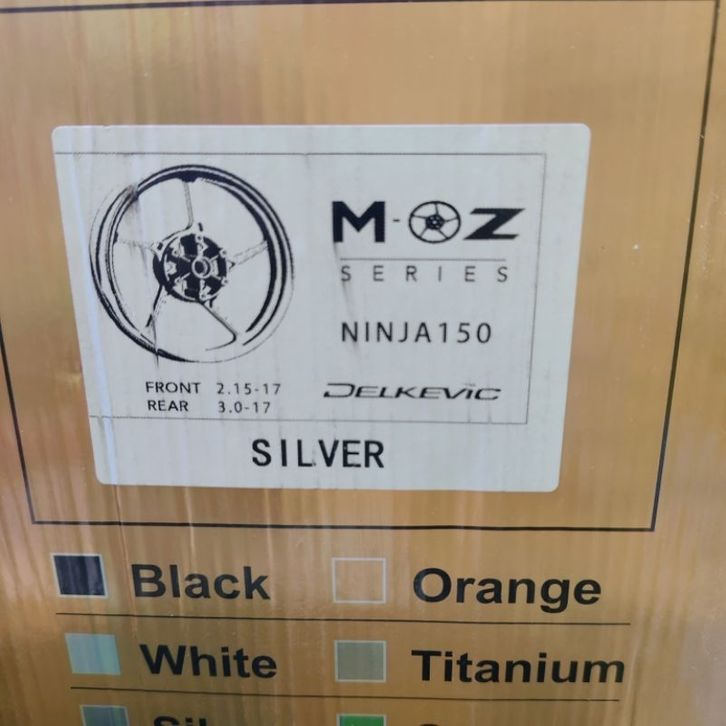 M-OZ
SERIES
NINJA150
FRONT 2.15-17
REAR 3.0-17
DELKEVIC
SILVER
Black
Orange
White
Titanium